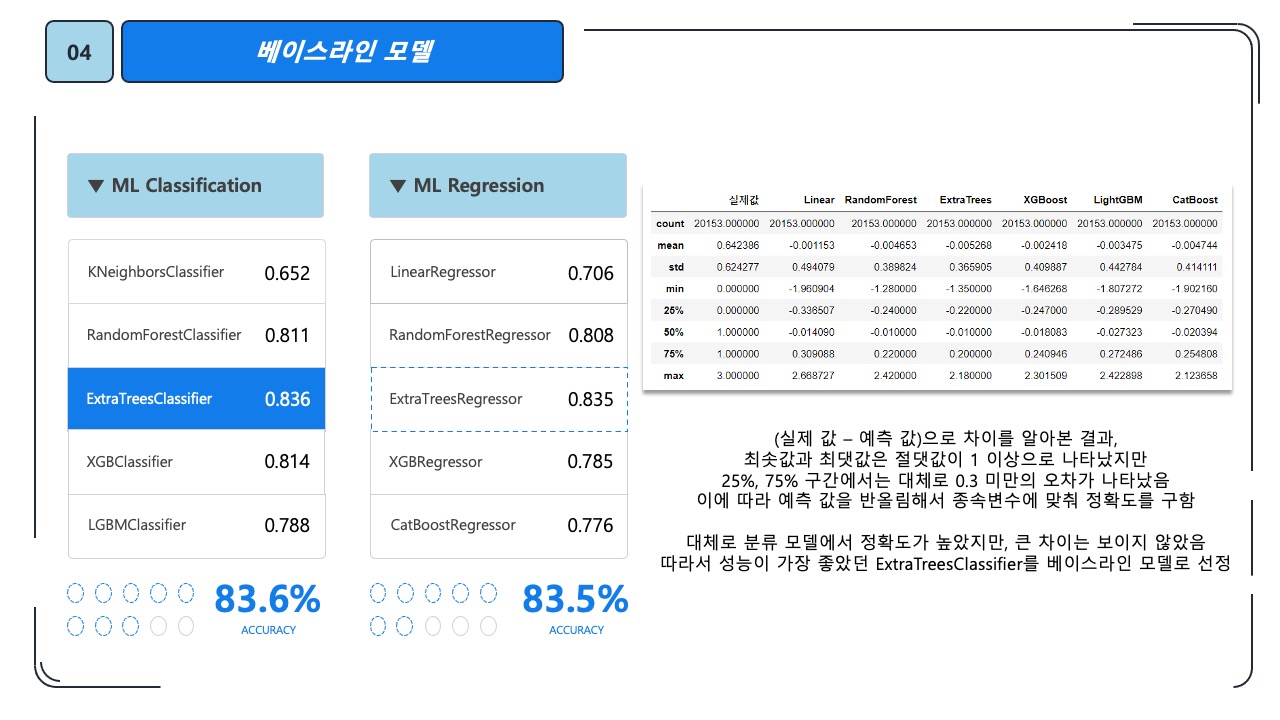 04
베이스라인 모델
▼ ML Classification
KNeighborsClassifier 0.652
RandomForestClassifier 0.811
ExtraTreesClassifier 0.836
XGBClassifier 0.814
LGBMClassifier 0.788
83.6%
ACCURACY
▼ ML Regression
LinearRegressor 0.706
RandomForestRegressor 0.808
ExtraTreesRegressor 0.835
XGBRegressor 0.785
CatBoostRegressor 0.776
83.5%
ACCURACY
실제값 Linear RandomForest ExtraTrees XGBoost LightGBM CatBoost
count 20153.000000 20153.000000 20153.000000 20153.000000 20153.000000 20153.000000 20153.000000
mean 0.642386 -0.001153 -0.004653 -0.005268 -0.002418 -0.003475 -0.004744
std 0.624277 0.494079 0.389824 0.365905 0.409887 0.442784 0.414111
min 0.000000 -1.960904 -1.280000 -1.350000 -1.646268 -1.807272 -1.902160
25% 0.000000 -0.336507 -0.240000 -0.220000 -0.247000 -0.289529 -0.270490
50% 1.000000 -0.014090 -0.010000 -0.010000 -0.018083 -0.027323 -0.020394
75% 1.000000 0.309088 0.220000 0.200000 0.240946 0.272486 0.254808
max 3.000000 2.668727 2.420000 2.180000 2.301509 2.422898 2.123658
(실제 값 – 예측 값)으로 차이를 알아본 결과,
최솟값과 최댓값은 절댓값이 1 이상으로 나타났지만
25%, 75% 구간에서는 대체로 0.3 미만의 오차가 나타났음
이에 따라 예측 값을 반올림해서 종속변수에 맞춰 정확도를 구함
대체로 분류 모델에서 정확도가 높았지만, 큰 차이는 보이지 않았음
따라서 성능이 가장 좋았던 ExtraTreesClassifier를 베이스라인 모델로 선정